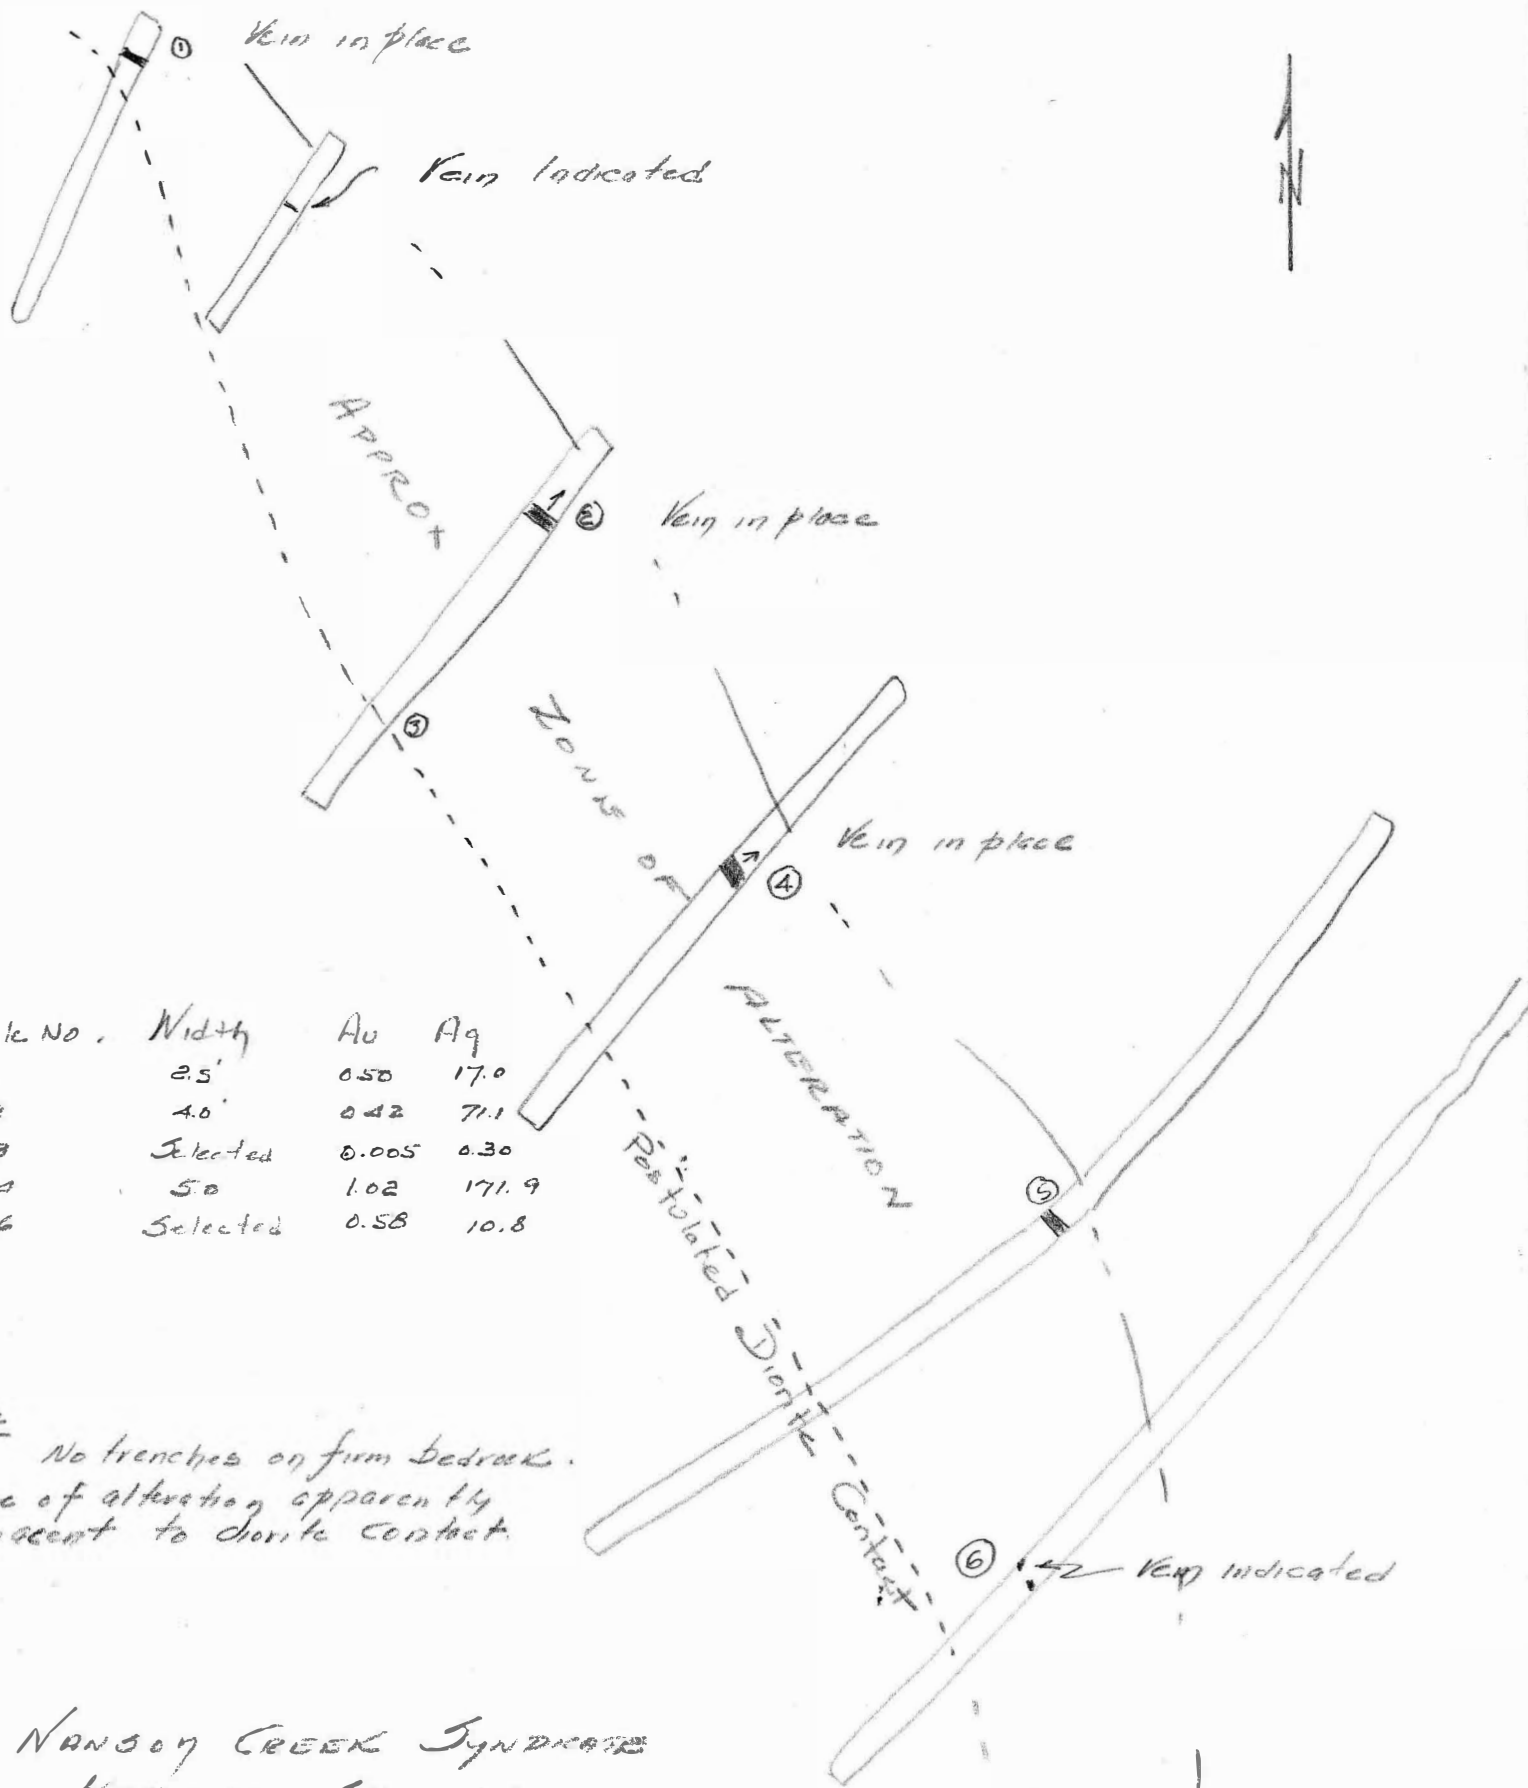 ① Vein in place
Vein Indicated
N
APPROX
② Vein in place
③
ZONE OF
Vein in place
④
ALTERATION
No. Width Au Ag
2.5' 0.50 17.0
4.0' 0.42 71.1
3 Selected 0.005 0.30
5.0 1.02 171.9
6 Selected 0.58 10.8
Postulated Diorite Contact
⑤
No trenches on firm bedrock.
of alteration apparently
to diorite contact.
⑥ Vein indicated
NANSON CREEK SYNDICATE